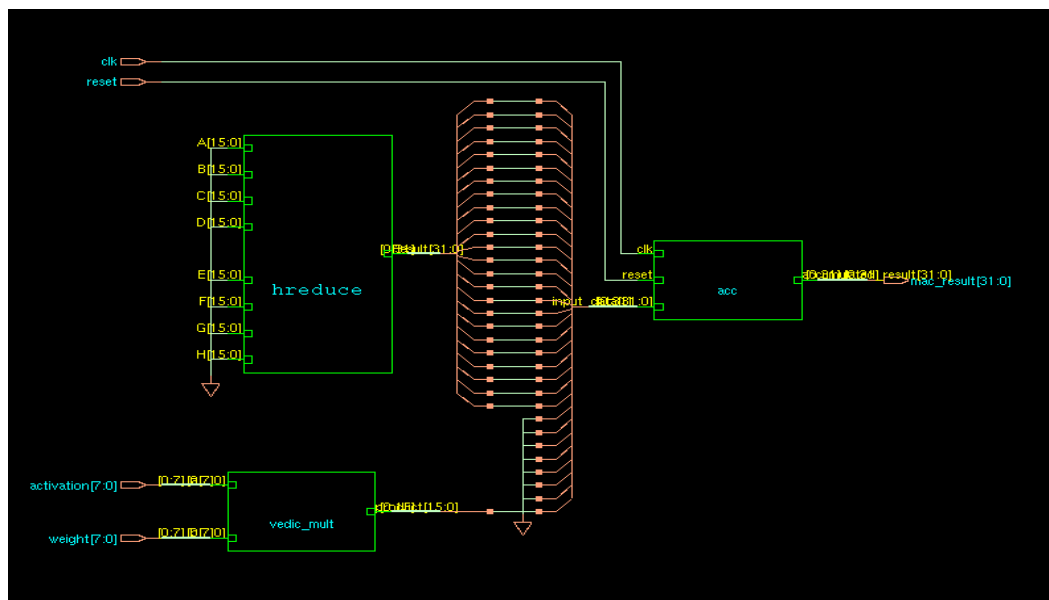 clk
reset
A[15:0]
B[15:0]
C[15:0]
D[15:0]
E[15:0]
F[15:0]
G[15:0]
H[15:0]
hreduce
clk
reset
acc
mac_result[31:0]
activation[7:0]
weight[7:0]
vedic_mult